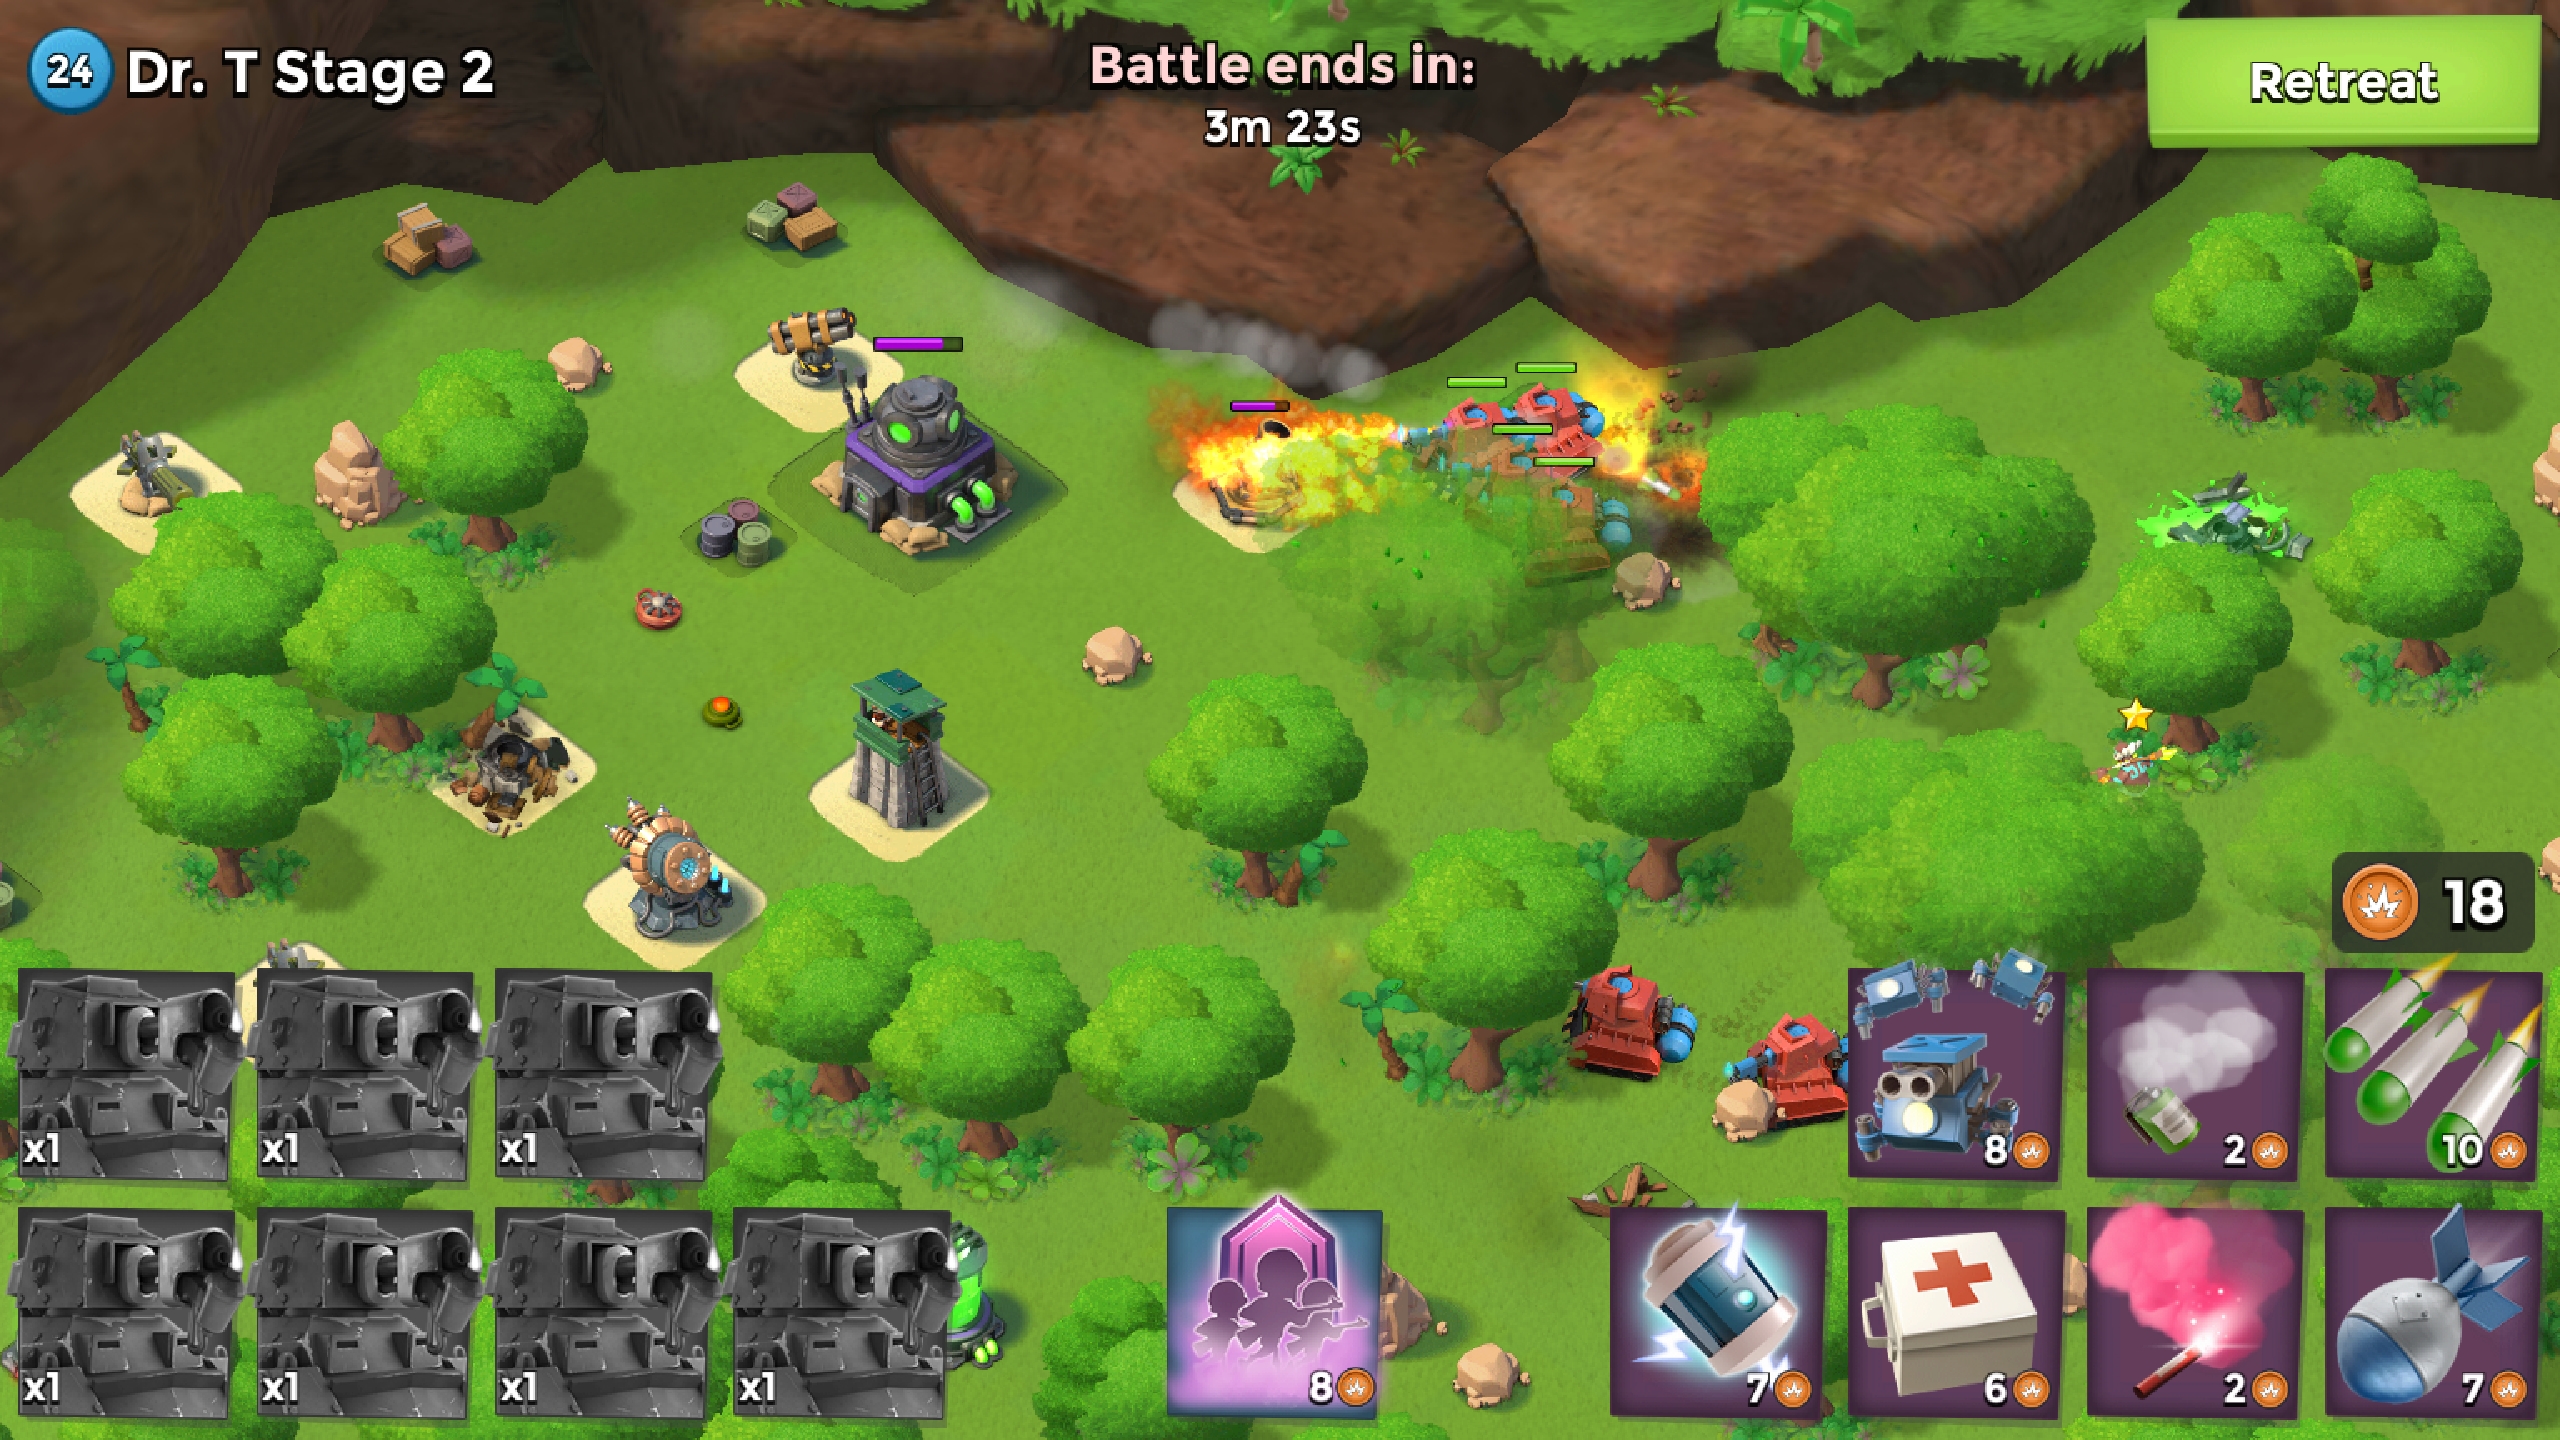 24 Dr. T Stage 2
Battle ends in:
3m 23s
Retreat
18
x1 x1 x1 8 2 10
x1 x1 x1 x1 8 7 6 2 7